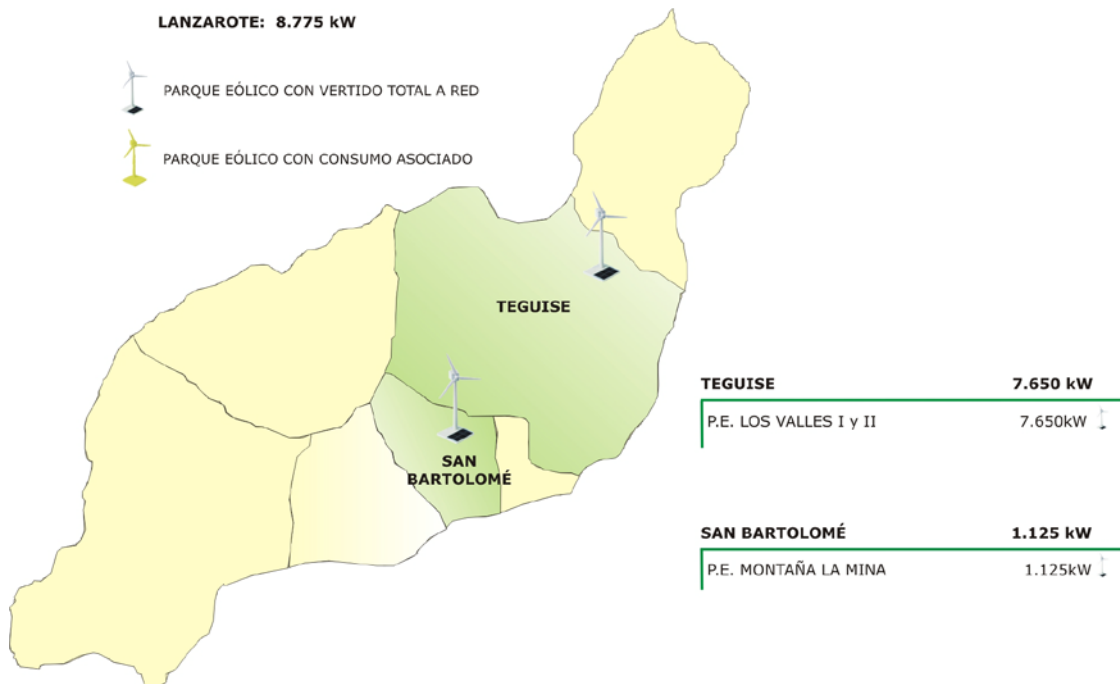 LANZAROTE: 8.775 kW
PARQUE EÓLICO CON VERTIDO TOTAL A RED
PARQUE EÓLICO CON CONSUMO ASOCIADO
TEGUISE
SAN
BARTOLOMÉ
TEGUISE 7.650 kW
P.E. LOS VALLES I y II 7.650kW
SAN BARTOLOMÉ 1.125 kW
P.E. MONTAÑA LA MINA 1.125kW